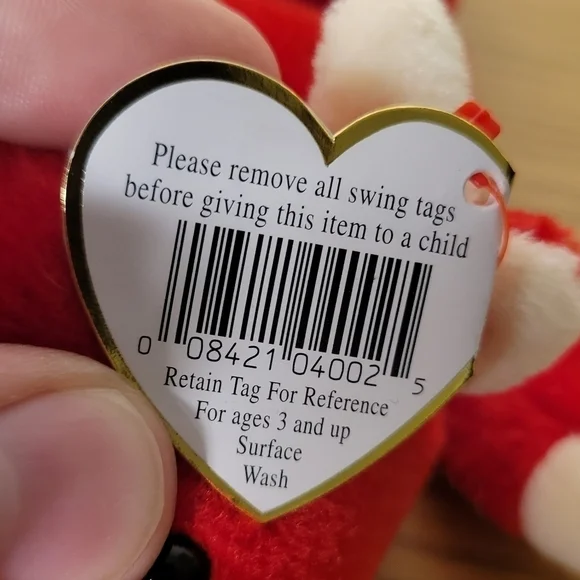 Please remove all swing tags
before giving this item to a child
0 08421 04002 5
Retain Tag For Reference
For ages 3 and up
Surface
Wash